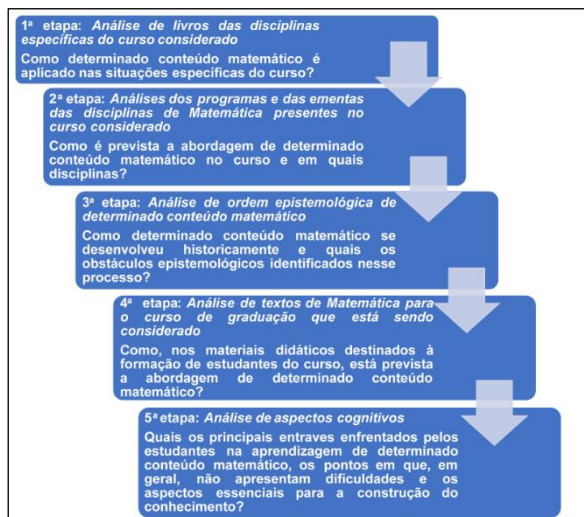 1ª etapa: Análise de livros das disciplinas
específicas do curso considerado
Como determinado conteúdo matemático é
aplicado nas situações específicas do curso?
2ª etapa: Análises dos programas e das ementas
das disciplinas de Matemática presentes no
curso considerado
Como é prevista a abordagem de determinado
conteúdo matemático no curso e em quais
disciplinas?
3ª etapa: Análise de ordem epistemológica de
determinado conteúdo matemático
Como determinado conteúdo matemático se
desenvolveu historicamente e quais os
obstáculos epistemológicos identificados nesse
processo?
4ª etapa: Análise de textos de Matemática para
o curso de graduação que está sendo
considerado
Como, nos materiais didáticos destinados à
formação de estudantes do curso, está prevista
a abordagem de determinado conteúdo
matemático?
5ª etapa: Análise de aspectos cognitivos
Quais os principais entraves enfrentados pelos
estudantes na aprendizagem de determinado
conteúdo matemático, os pontos em que, em
geral, não apresentam dificuldades e os
aspectos essenciais para a construção do
conhecimento?